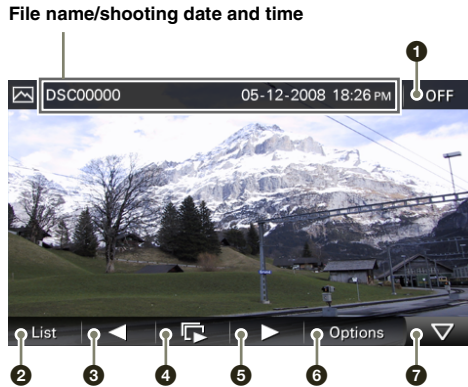 File name/shooting date and time
1
DSC00000 05-12-2008 18:26 PM OFF
List Options
2 3 4 5 6 7